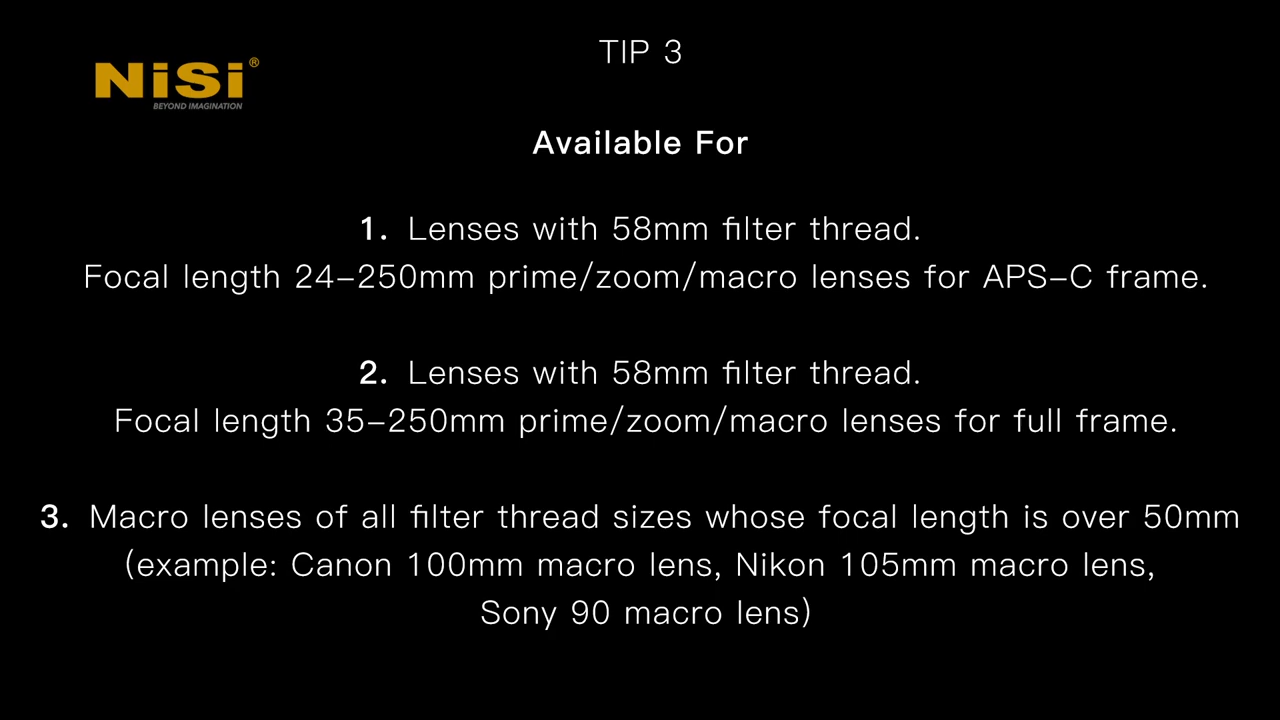 TIP 3
NiSi®
BEYOND IMAGINATION
Available For
1. Lenses with 58mm filter thread.
Focal length 24–250mm prime/zoom/macro lenses for APS–C frame.
2. Lenses with 58mm filter thread.
Focal length 35–250mm prime/zoom/macro lenses for full frame.
3. Macro lenses of all filter thread sizes whose focal length is over 50mm
(example: Canon 100mm macro lens, Nikon 105mm macro lens,
Sony 90 macro lens)